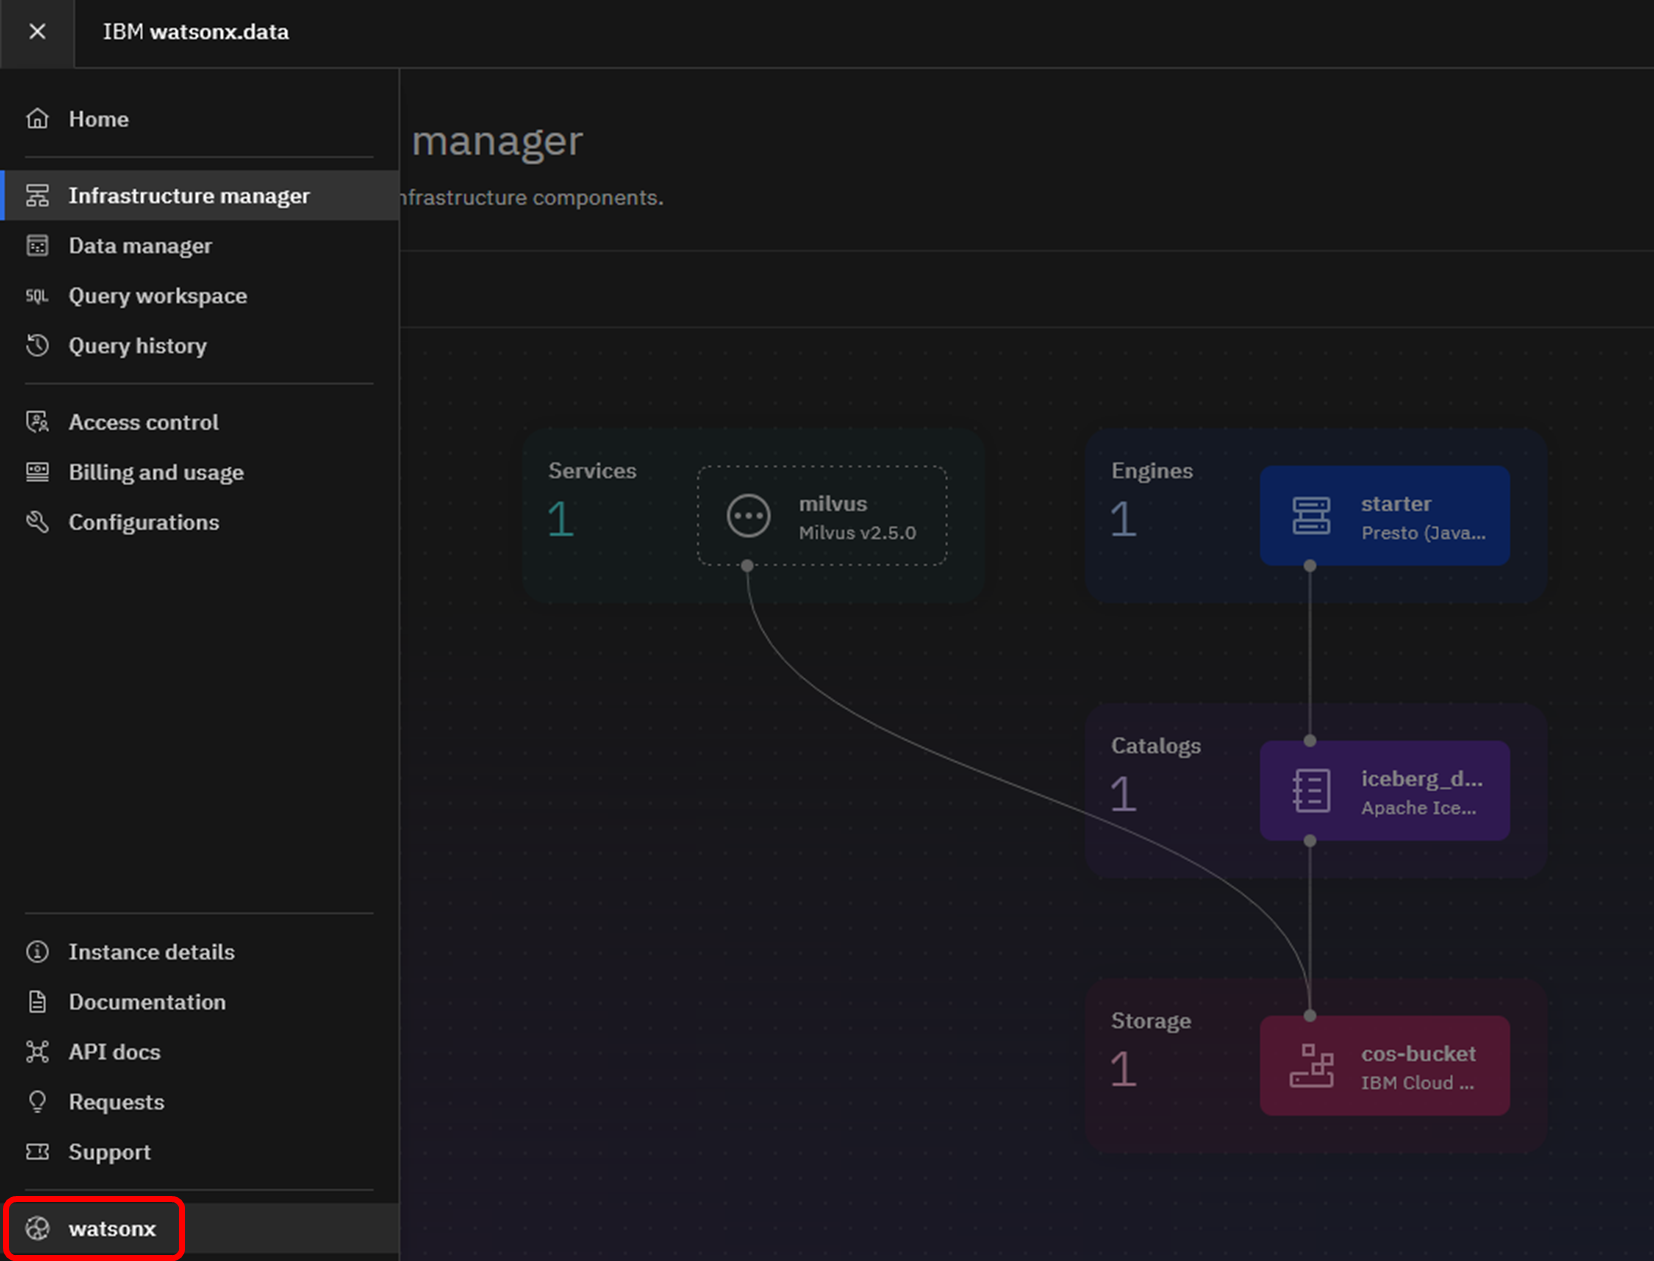 IBM watsonx.data
Home
Infrastructure manager
Data manager
SQL Query workspace
Query history
Access control
Billing and usage
Configurations
Instance details
Documentation
API docs
Requests
Support
watsonx
manager
nfrastructure components.
Services
1
milvus
Milvus v2.5.0
Engines
1
starter
Presto (Java...
Catalogs
1
iceberg_d...
Apache Ice...
Storage
1
cos-bucket
IBM Cloud ...